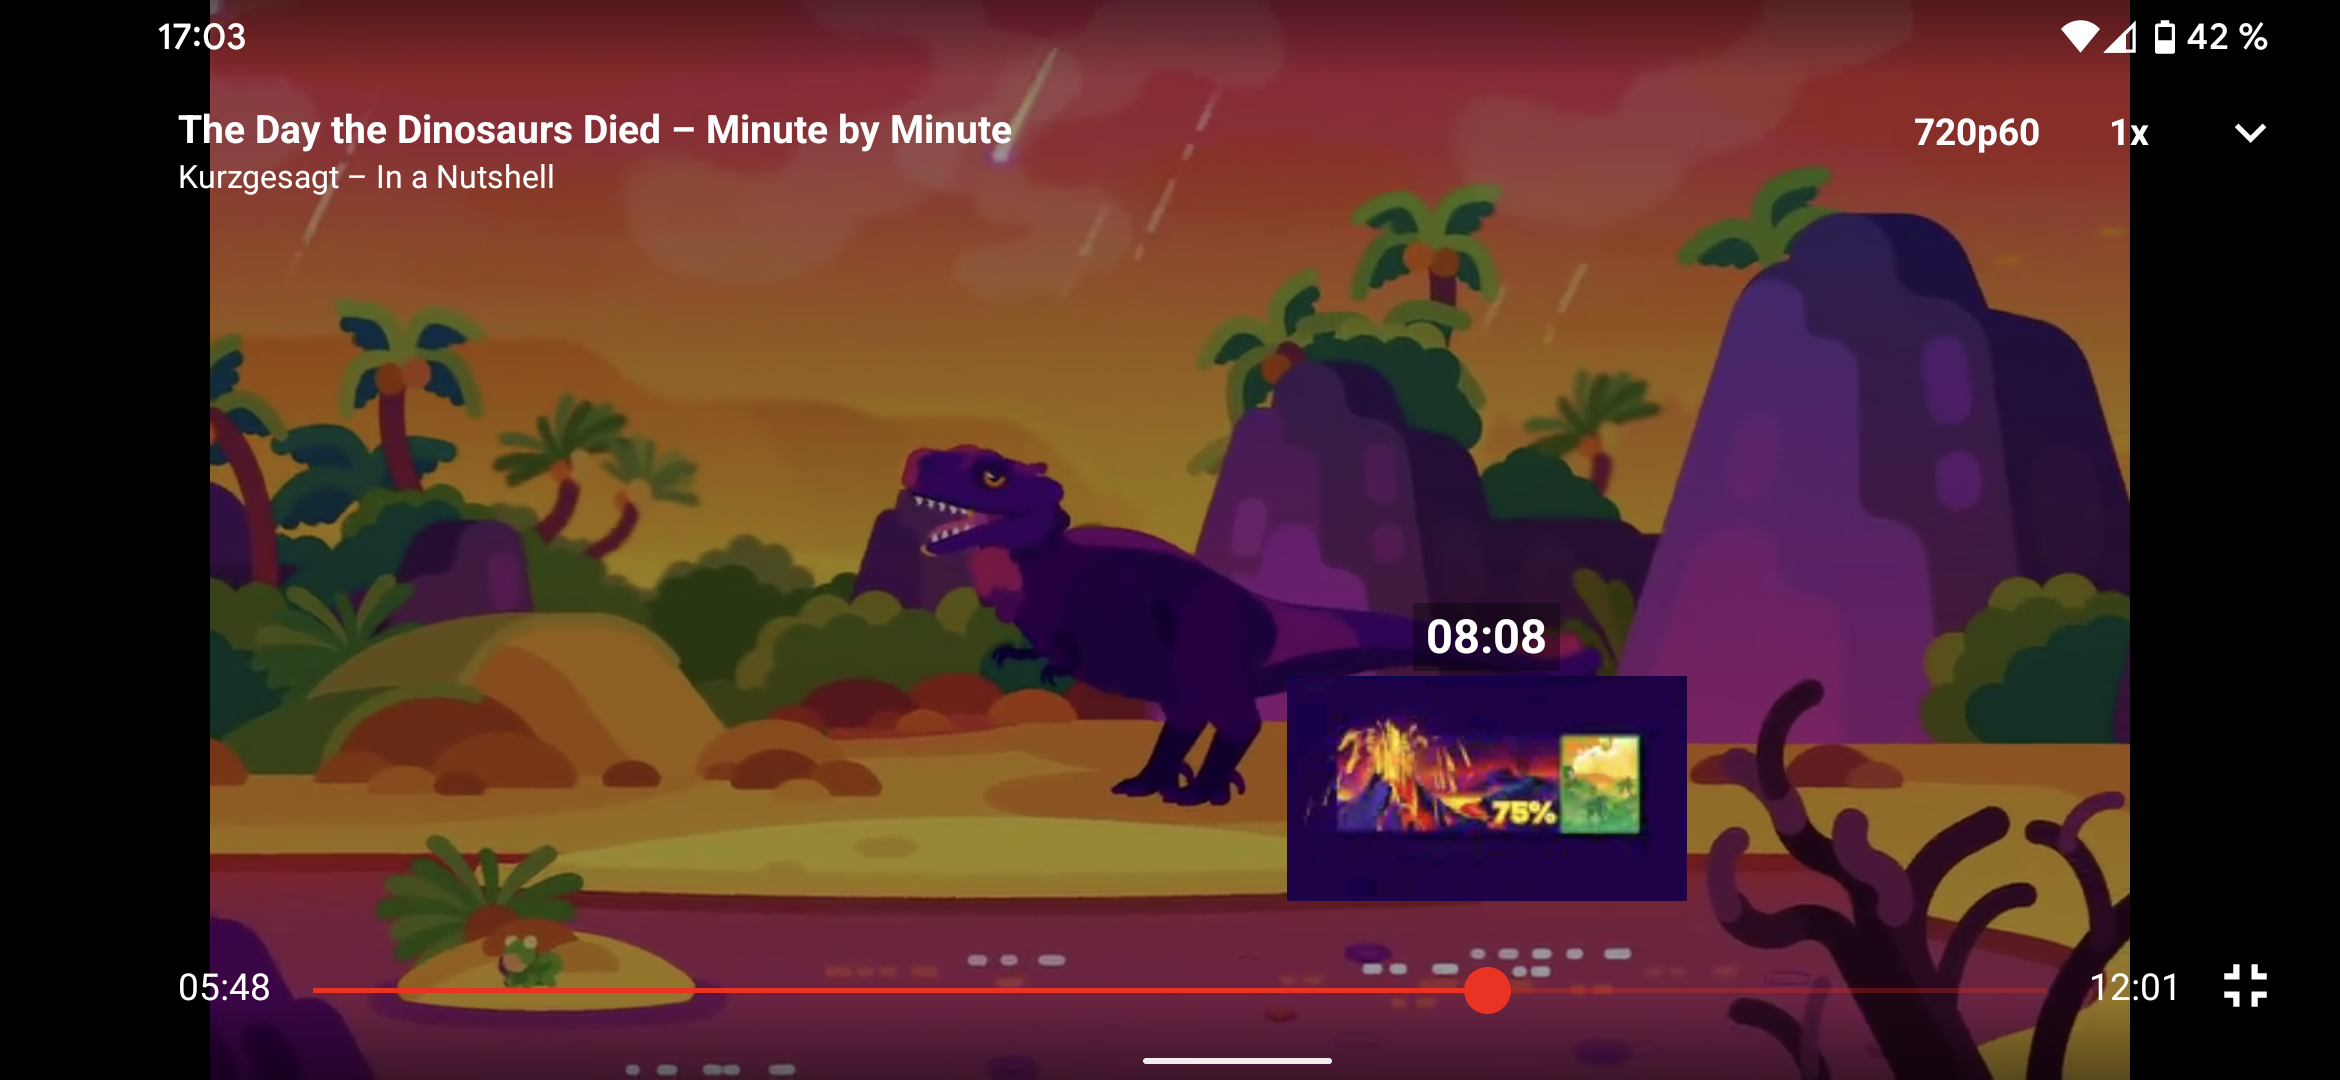 17:03
42 %
The Day the Dinosaurs Died – Minute by Minute
720p60
1x
Kurzgesagt – In a Nutshell
08:08
75%
05:48
12:01